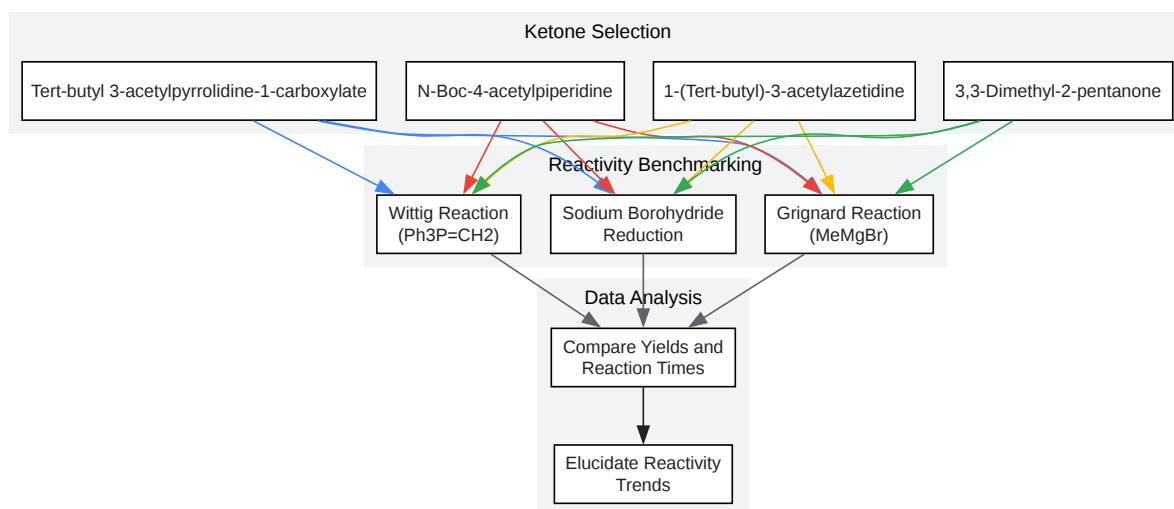 Ketone Selection
Tert-butyl 3-acetylpyrrolidine-1-carboxylate
N-Boc-4-acetylpiperidine
1-(Tert-butyl)-3-acetylazetidine
3,3-Dimethyl-2-pentanone
Reactivity Benchmarking
Wittig Reaction
(Ph3P=CH2)
Sodium Borohydride
Reduction
Grignard Reaction
(MeMgBr)
Data Analysis
Compare Yields and
Reaction Times
Elucidate Reactivity
Trends